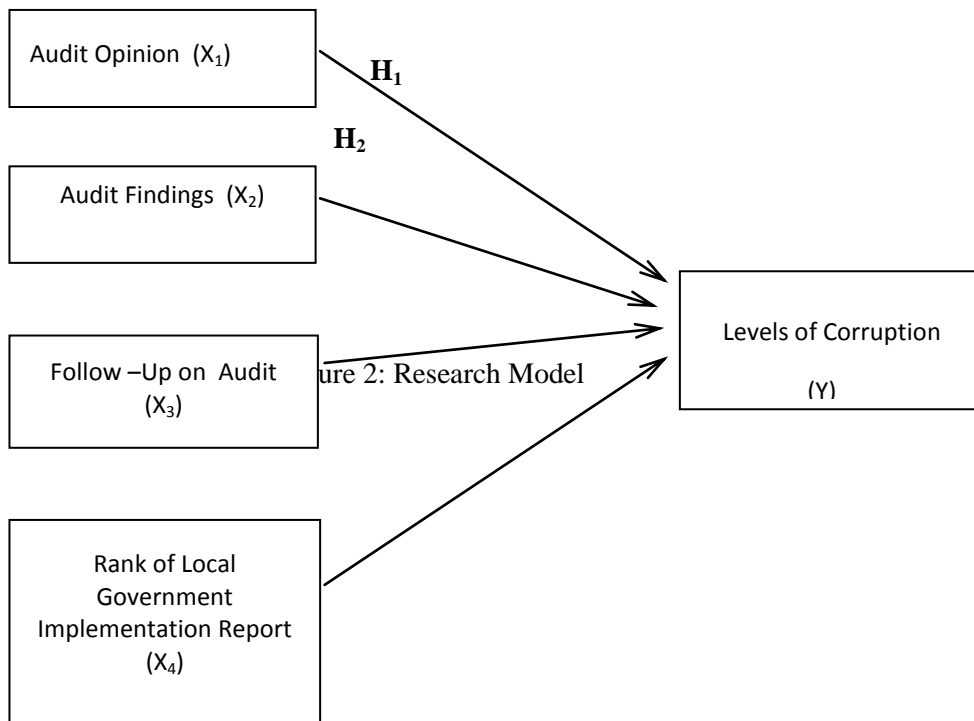 Audit Opinion (X₁)
H₁
H₂
Audit Findings (X₂)
Levels of Corruption
(Y)
Follow –Up on Audit
(X₃)
ure 2: Research Model
Rank of Local
Government
Implementation Report
(X₄)